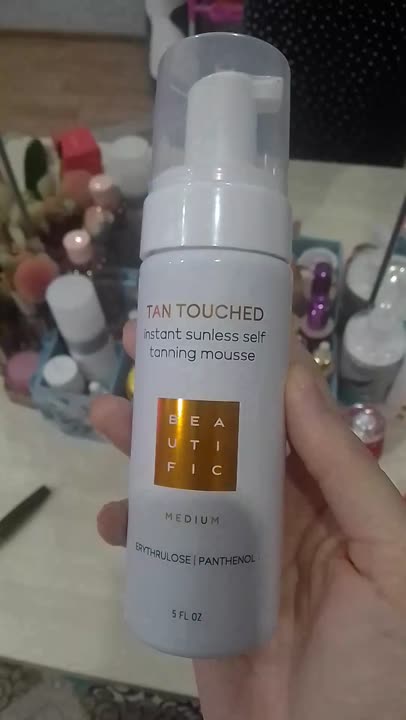 TAN TOUCHED
instant sunless self
tanning mousse
BEA
UTI
FIC
MEDIUM
ERYTHRULOSE | PANTHENOL
5 FL OZ